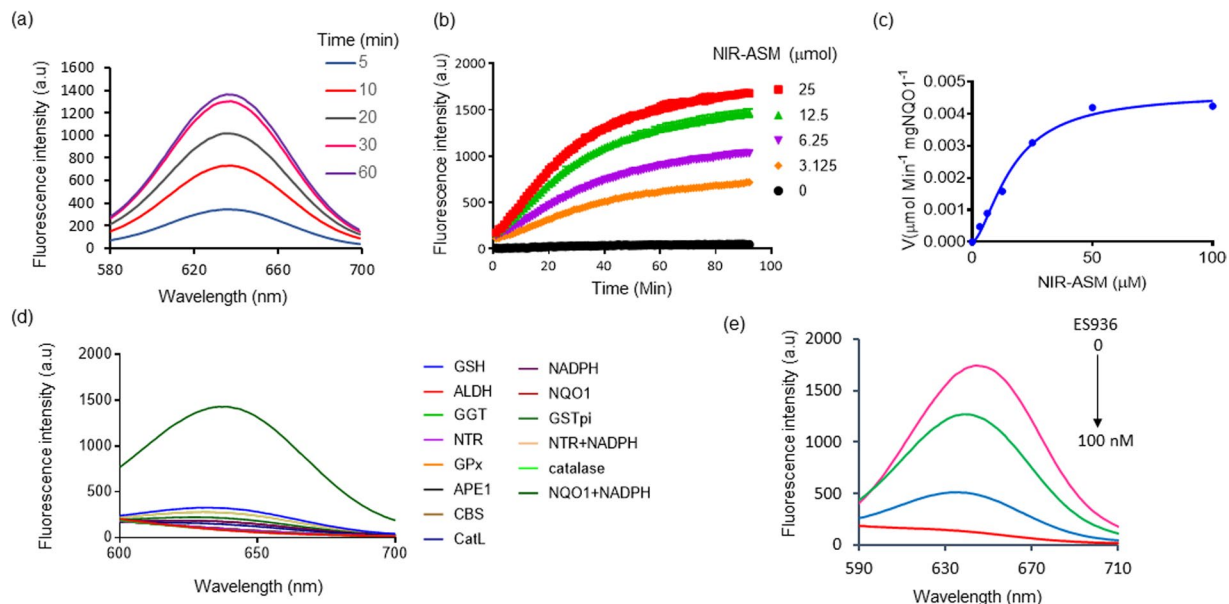 (a)
Time (min)
5
10
20
30
60
1600
1400
1200
1000
800
600
400
200
0
580 620 660 700
Fluorescence intensity (a.u)
Wavelength (nm)
(b)
NIR-ASM (μmol)
25
12.5
6.25
3.125
0
2000
1500
1000
500
0
0 20 40 60 80 100
Fluorescence intensity (a.u)
Time (Min)
(c)
0.005
0.004
0.003
0.002
0.001
0.000
0 50 100
V(μmol Min⁻¹ mgNQO1⁻¹
NIR-ASM (μM)
(d)
2000
1500
1000
500
0
600 650 700
Fluorescence intensity (a.u)
Wavelength (nm)
GSH
ALDH
GGT
NTR
GPx
APE1
CBS
CatL
NADPH
NQO1
GSTpi
NTR+NADPH
catalase
NQO1+NADPH
(e)
ES936
0
100 nM
2000
1500
1000
500
0
590 630 670 710
Fluorescence intensity (a.u)
Wavelength (nm)